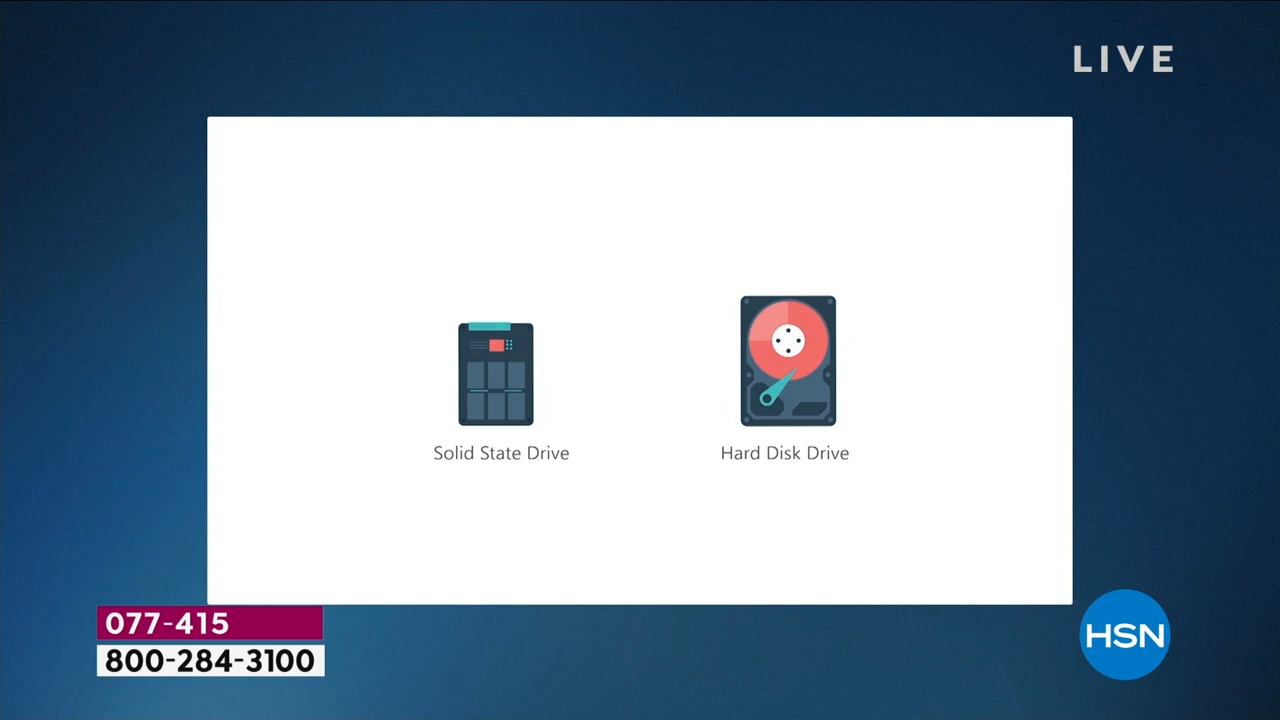 LIVE
Solid State Drive
Hard Disk Drive
077-415
800-284-3100
HSN